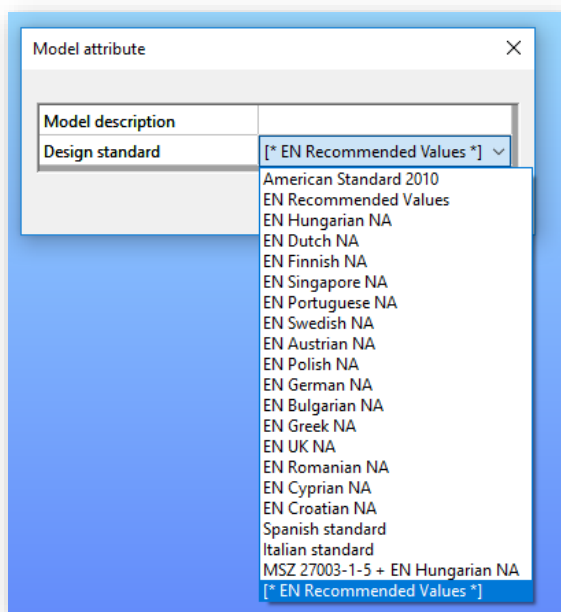 Model attribute
Model description
Design standard [* EN Recommended Values *]
American Standard 2010
EN Recommended Values
EN Hungarian NA
EN Dutch NA
EN Finnish NA
EN Singapore NA
EN Portuguese NA
EN Swedish NA
EN Austrian NA
EN Polish NA
EN German NA
EN Bulgarian NA
EN Greek NA
EN UK NA
EN Romanian NA
EN Cyprian NA
EN Croatian NA
Spanish standard
Italian standard
MSZ 27003-1-5 + EN Hungarian NA
[* EN Recommended Values *]